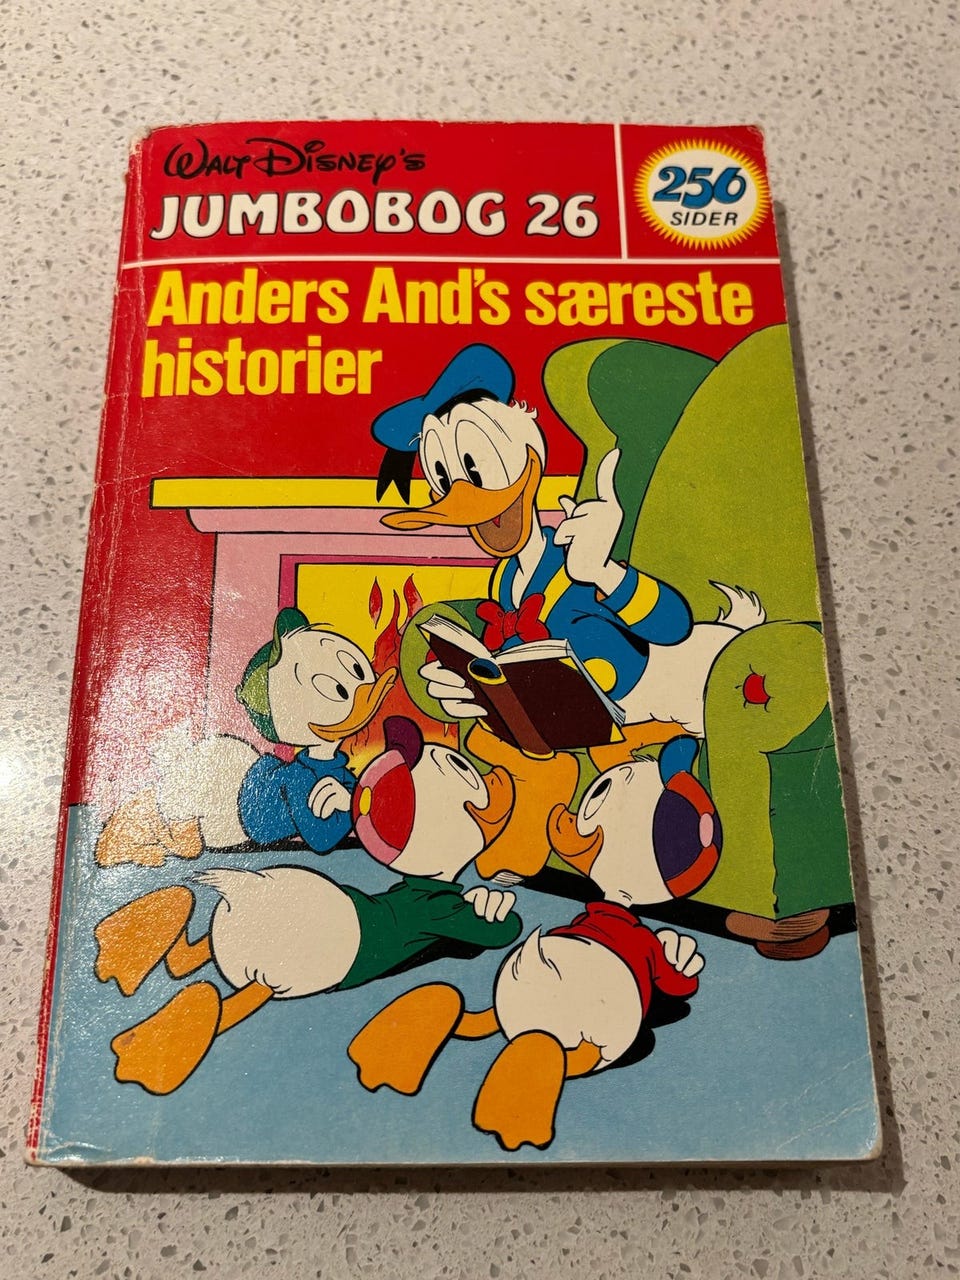 WALT DISNEY'S
JUMBOBOG 26
256
SIDER
Anders And's særeste
historier